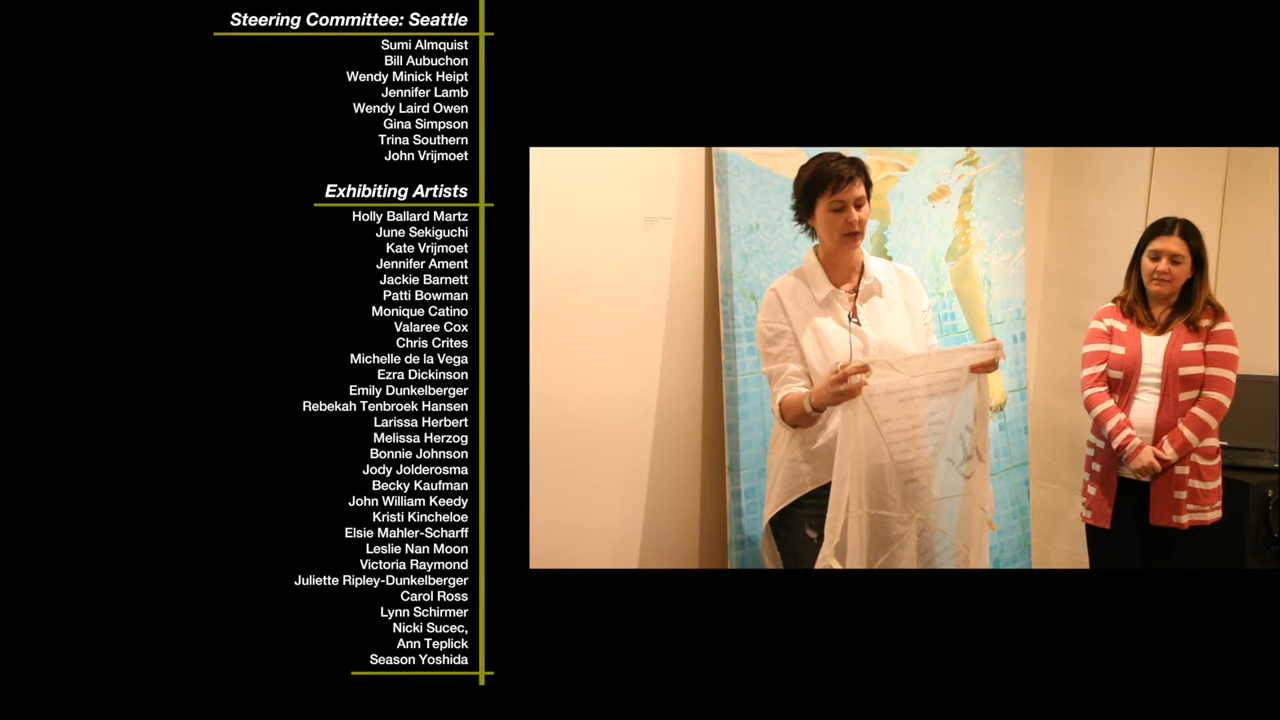 Steering Committee: Seattle
Sumi Almquist
Bill Aubuchon
Wendy Minick Heipt
Jennifer Lamb
Wendy Laird Owen
Gina Simpson
Trina Southern
John Vrijmoet
Exhibiting Artists
Holly Ballard Martz
June Sekiguchi
Kate Vrijmoet
Jennifer Ament
Jackie Barnett
Patti Bowman
Monique Catino
Valaree Cox
Chris Crites
Michelle de la Vega
Ezra Dickinson
Emily Dunkelberger
Rebekah Tenbroek Hansen
Larissa Herbert
Melissa Herzog
Bonnie Johnson
Jody Jolderosma
Becky Kaufman
John William Keedy
Kristi Kincheloe
Elsie Mahler-Scharff
Leslie Nan Moon
Victoria Raymond
Juliette Ripley-Dunkelberger
Carol Ross
Lynn Schirmer
Nicki Sucec,
Ann Teplick
Season Yoshida